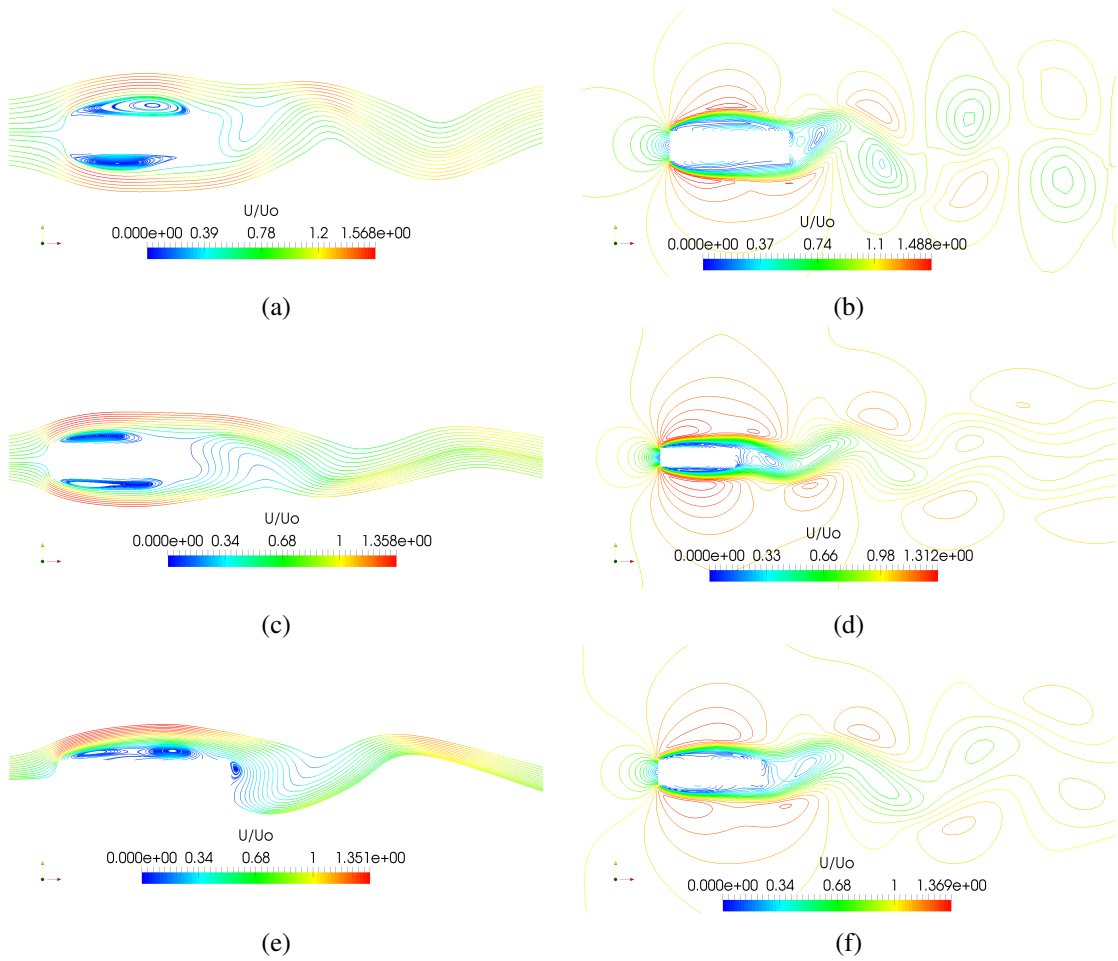 U/Uo
0.000e+00 0.39 0.78 1.2 1.568e+00
(a)
U/Uo
0.000e+00 0.37 0.74 1.1 1.488e+00
(b)
U/Uo
0.000e+00 0.34 0.68 1 1.358e+00
(c)
U/Uo
0.000e+00 0.33 0.66 0.98 1.312e+00
(d)
U/Uo
0.000e+00 0.34 0.68 1 1.351e+00
(e)
U/Uo
0.000e+00 0.34 0.68 1 1.369e+00
(f)